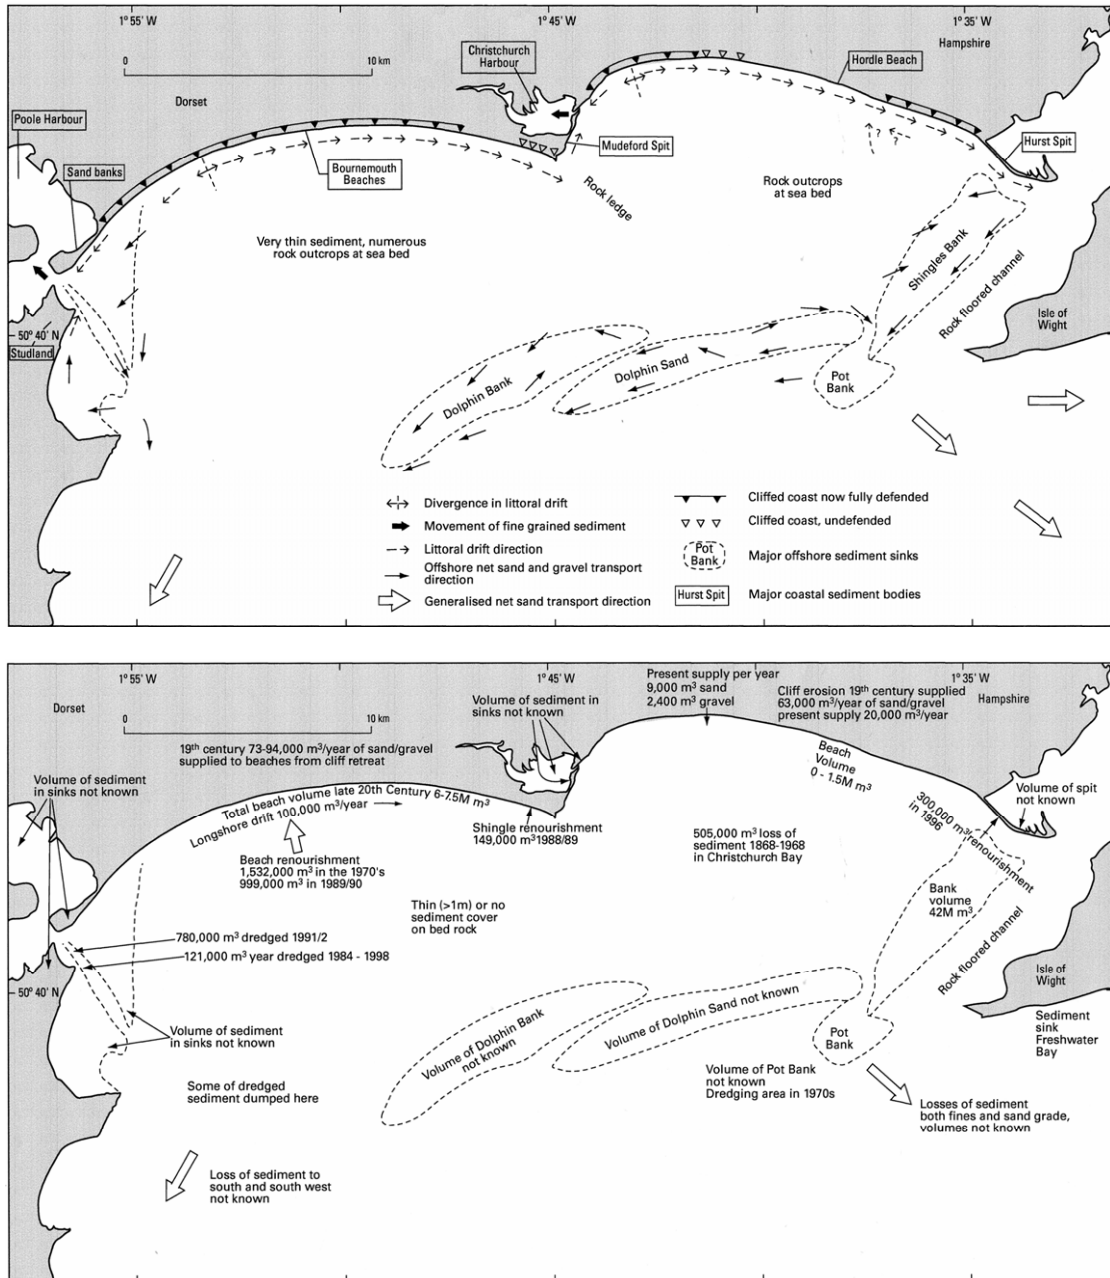 1° 55' W
1° 45' W
1° 35' W
Hampshire
Christchurch
Harbour
Hordle Beach
0
10 km
Dorset
Poole Harbour
Mudeford Spit
Hurst Spit
Sand banks
Bournemouth
Beaches
Rock ledge
Rock outcrops
at sea bed
? ?
Very thin sediment, numerous
rock outcrops at sea bed
Shingles Bank
Rock floored channel
Isle of
Wight
50° 40' N
Studland
Dolphin Bank
Dolphin Sand
Pot
Bank
Divergence in littoral drift
Movement of fine grained sediment
Littoral drift direction
Offshore net sand and gravel transport
direction
Generalised net sand transport direction
Cliffed coast now fully defended
Cliffed coast, undefended
Pot
Bank
Major offshore sediment sinks
Hurst Spit
Major coastal sediment bodies
1° 55' W
1° 45' W
1° 35' W
Dorset
0
10 km
Volume of sediment in
sinks not known
Present supply per year
9,000 m³ sand
2,400 m³ gravel
Cliff erosion 19th century supplied
63,000 m³/year of sand/gravel
present supply 20,000 m³/year
Hampshire
19th century 73-94,000 m³/year of sand/gravel
supplied to beaches from cliff retreat
Volume of sediment
in sinks not known
Beach
Volume
0 - 1.5M m³
Volume of spit
not known
Total beach volume late 20th Century 6-7.5M m³
Longshore drift 100,000 m³/year
Shingle renourishment
149,000 m³1988/89
300,000 m³/renourishment
in 1996
505,000 m³ loss of
sediment 1868-1968
in Christchurch Bay
Beach renourishment
1,532,000 m³ in the 1970's
999,000 m³ in 1989/90
Thin (>1m) or no
sediment cover
on bed rock
Bank
volume
42M m³
Rock floored channel
780,000 m³ dredged 1991/2
121,000 m³ year dredged 1984 - 1998
50° 40' N
Isle of
Wight
Sediment
sink
Freshwater
Bay
Volume of sediment
in sinks not known
Volume of Dolphin Bank
not known
Volume of Dolphin Sand not known
Pot
Bank
Some of dredged
sediment dumped here
Volume of Pot Bank
not known
Dredging area in 1970s
Losses of sediment
both fines and sand grade,
volumes not known
Loss of sediment to
south and south west
not known